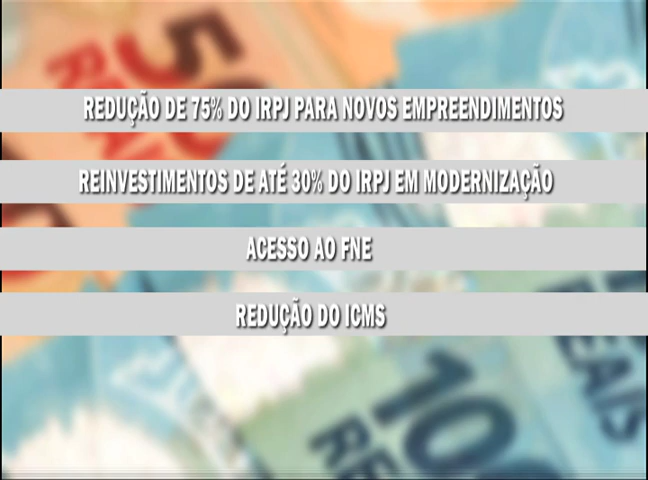 REDUÇÃO DE 75% DO IRPJ PARA NOVOS EMPREENDIMENTOS
REINVESTIMENTOS DE ATÉ 30% DO IRPJ EM MODERNIZAÇÃO
ACESSO AO FNE
REDUÇÃO DO ICMS